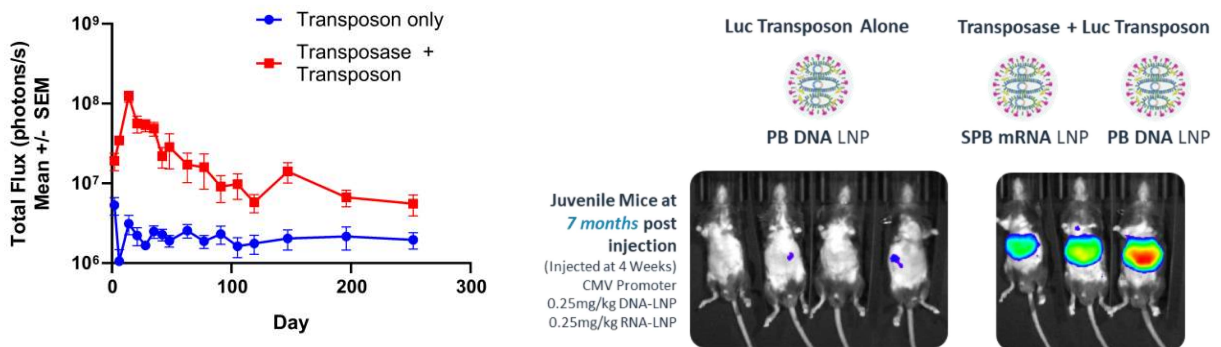 Total Flux (photons/s)
Mean +/- SEM
10⁹
10⁸
10⁷
10⁶
0
100
200
300
Day
Transposon only
Transposase +
Transposon
Luc Transposon Alone
Transposase + Luc Transposon
PB DNA LNP
SPB mRNA LNP
PB DNA LNP
Juvenile Mice at
7 months post
injection
(Injected at 4 Weeks)
CMV Promoter
0.25mg/kg DNA-LNP
0.25mg/kg RNA-LNP